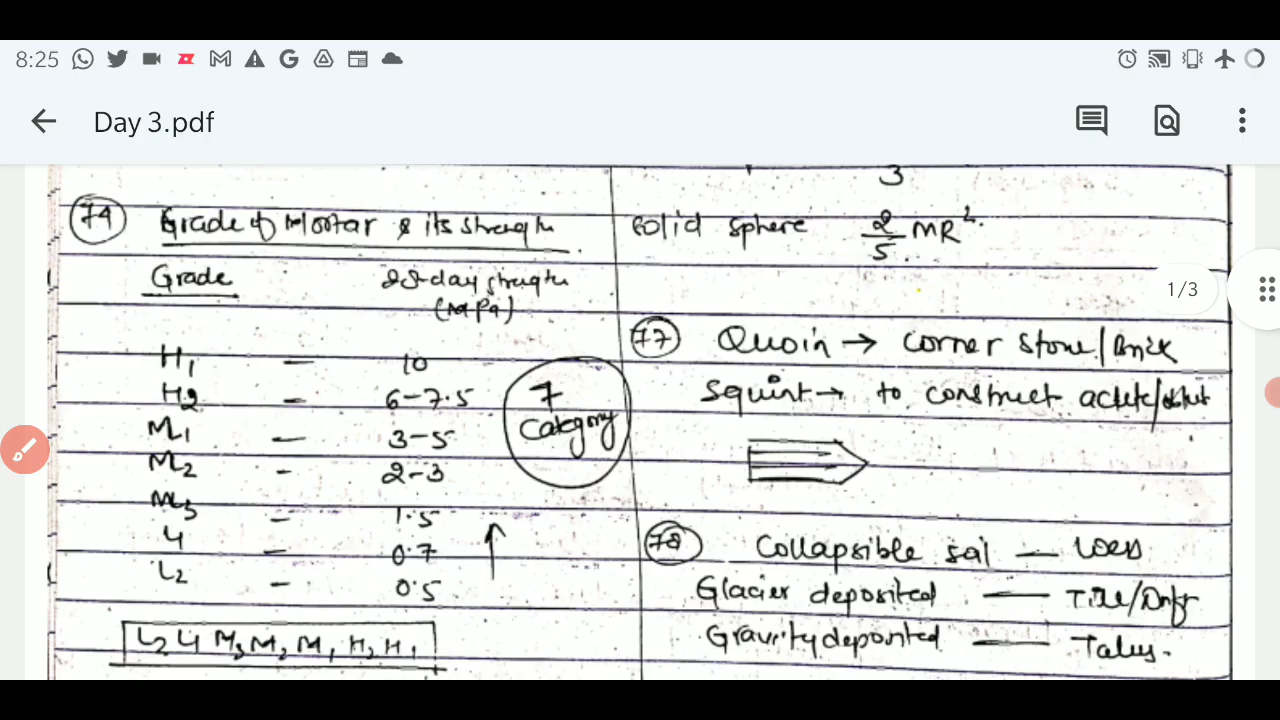 8:25
Day 3.pdf
1/3
74 Grade of Mortar & its strength
Grade 28-day strength
(MPa)
H1 — 10
H2 - 6-7.5
M1 — 3-5
M2 - 2-3
M3 - 1.5
L1 — 0.7
L2 - 0.5
7
Category
L2 L1 M3 M2 M1 H2 H1
3
Solid sphere 2/5 MR²
77 Quoin → Corner stone/Brick
Squint → to construct acute/
78 Collapsible soil — Loess
Glacier deposited — Till/Drift
Gravity deposited — Talus.